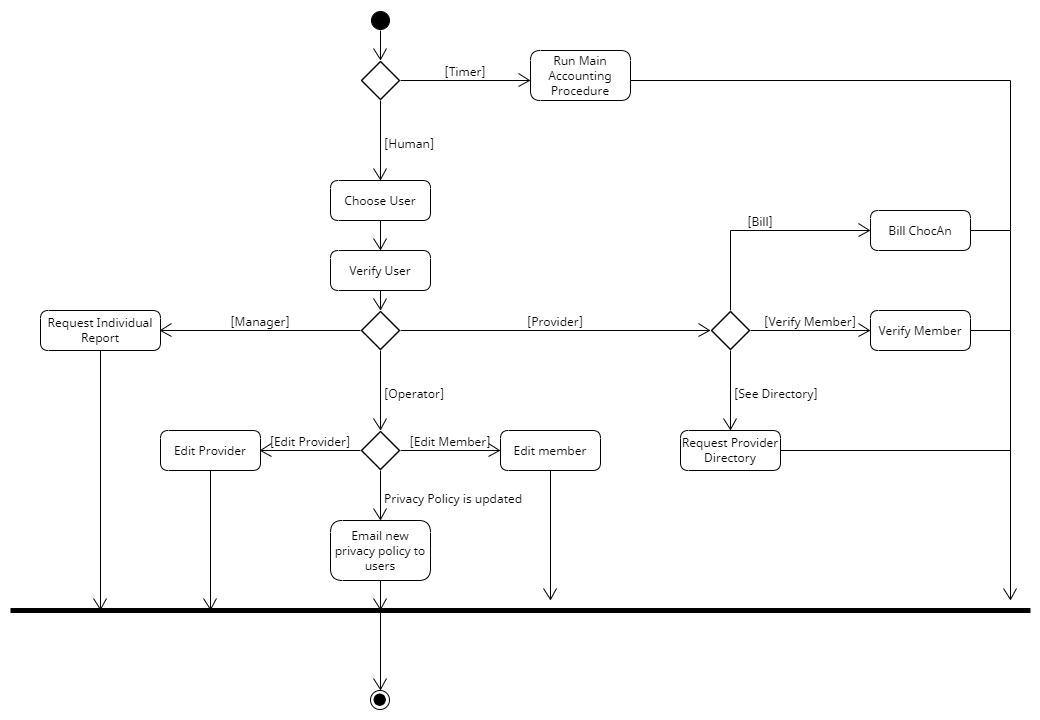 [Timer]
Run Main
Accounting
Procedure
[Human]
Choose User
[Bill]
Bill ChocAn
Verify User
Request Individual
Report
[Manager]
[Provider]
[Verify Member]
Verify Member
[Operator]
[See Directory]
Edit Provider
[Edit Provider]
[Edit Member]
Edit member
Request Provider
Directory
Privacy Policy is updated
Email new
privacy policy to
users